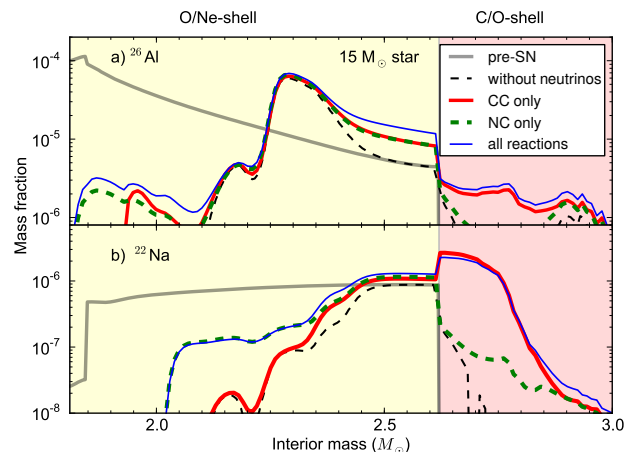 O/Ne-shell C/O-shell
a) ²⁶Al 15 M☉ star
pre-SN
without neutrinos
CC only
NC only
all reactions
10⁻⁴
10⁻⁵
10⁻⁶
Mass fraction
b) ²²Na
10⁻⁶
10⁻⁷
10⁻⁸
2.0 2.5 3.0
Interior mass (M☉)